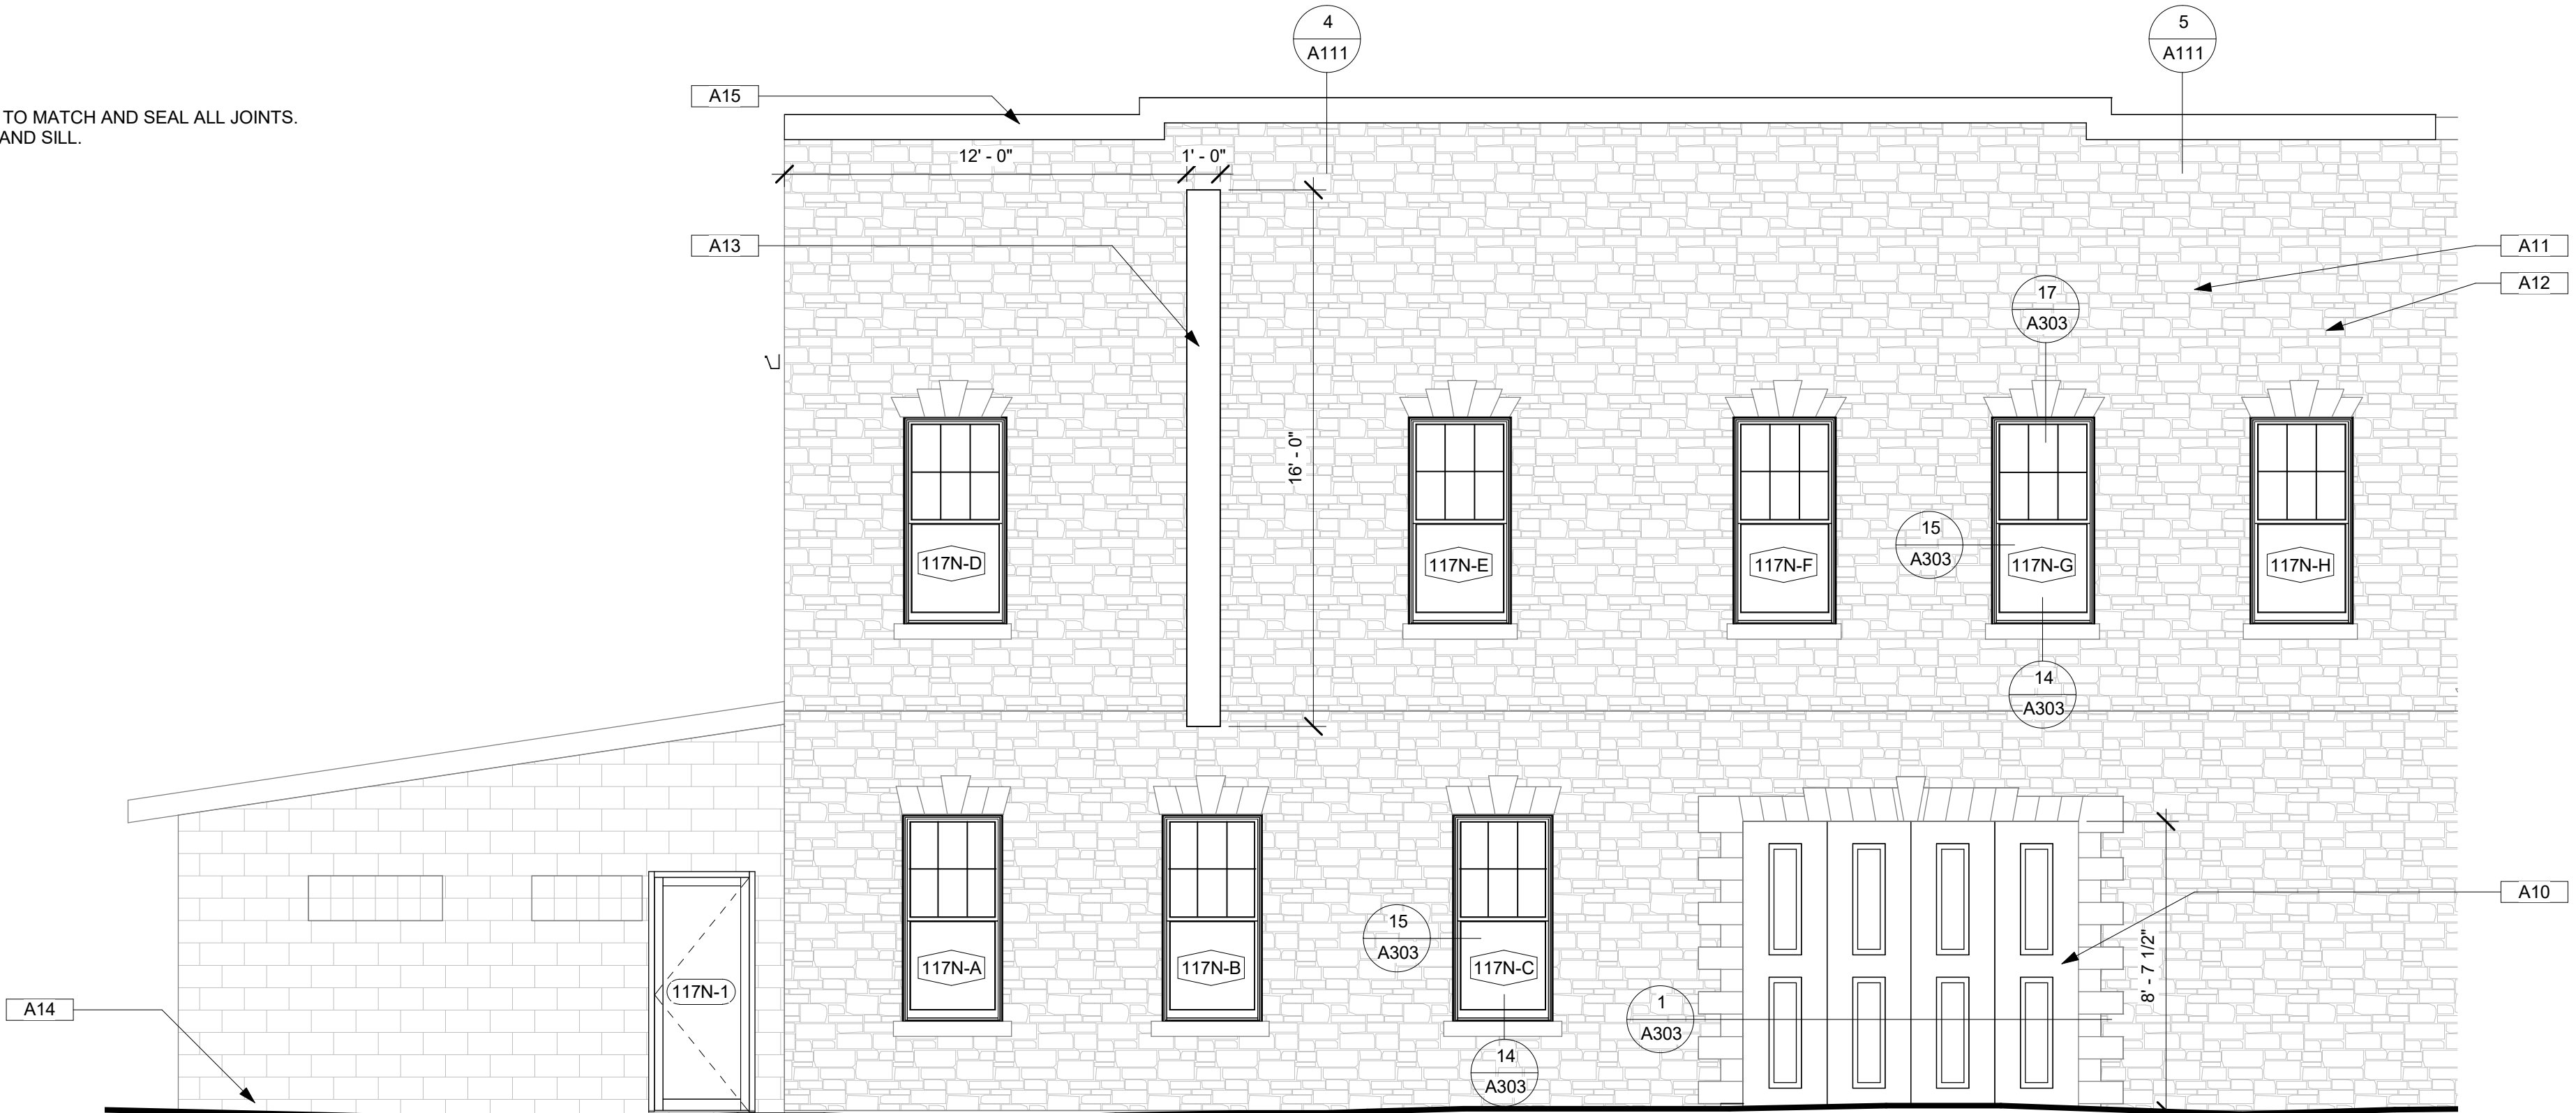 4
A111
5
A111
A15
TO MATCH AND SEAL ALL JOINTS.
AND SILL.
12' - 0"
1' - 0"
A13
A11
A12
17
A303
16' - 0"
15
A303
117N-D
117N-E
117N-F
117N-G
117N-H
14
A303
A10
15
A303
8' - 7 1/2"
117N-A
117N-B
117N-C
117N-1
1
A303
A14
14
A303